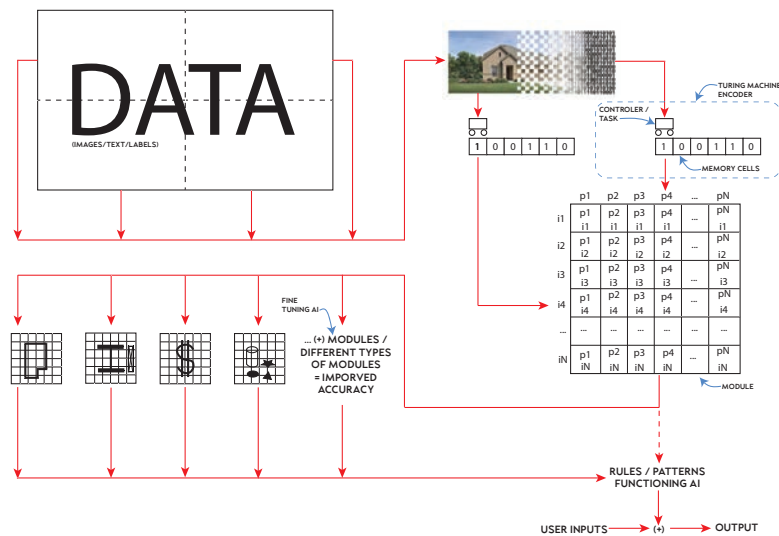 DATA
(IMAGES/TEXT/LABELS)
TURING MACHINE
ENCODER
CONTROLER /
TASK
1 0 0 1 1 0
1 0 0 1 1 0
MEMORY CELLS
p1 p2 p3 p4 ... pN
i1 p1 p2 p3 p4 ... pN
i1 i1 i1 i1 i1
i2 p1 p2 p3 p4 ... pN
i2 i2 i2 i2 i2
i3 p1 p2 p3 p4 ... pN
i3 i3 i3 i3 i3
i4 p1 p2 p3 p4 ... pN
i4 i4 i4 i4 i4
... ... ... ... ... ... ...
iN p1 p2 p3 p4 ... pN
iN iN iN iN iN
MODULE
FINE
TUNING AI
... (+) MODULES /
DIFFERENT TYPES
OF MODULES
= IMPORVED
ACCURACY
$
RULES / PATTERNS
FUNCTIONING AI
USER INPUTS (+) OUTPUT